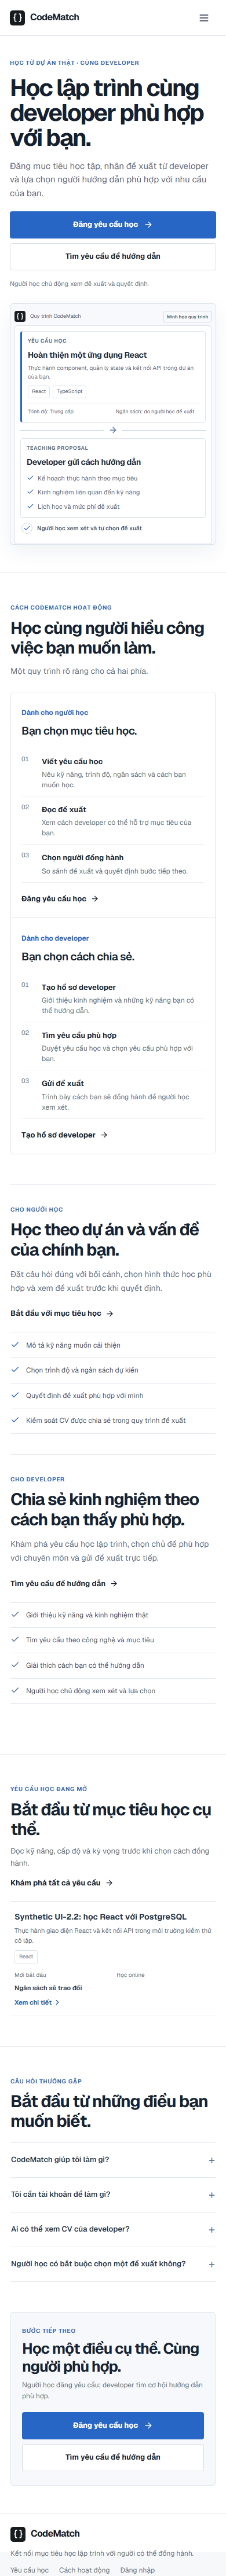 CodeMatch
HỌC TỪ DỰ ÁN THẬT · CÙNG DEVELOPER
Học lập trình cùng
developer phù hợp
với bạn.
Đăng mục tiêu học tập, nhận đề xuất từ developer
và lựa chọn người hướng dẫn phù hợp với nhu cầu
của bạn.
Đăng yêu cầu học →
Tìm yêu cầu để hướng dẫn
Người học chủ động xem xét và quyết định.
Quy trình CodeMatch
Minh họa quy trình
YÊU CẦU HỌC
Hoàn thiện một ứng dụng React
Thực hành component, quản lý state và kết nối API trong dự án
của bạn.
React TypeScript
Trình độ: Trung cấp Ngân sách: do người học đề xuất
TEACHING PROPOSAL
Developer gửi cách hướng dẫn
Kế hoạch thực hành theo mục tiêu
Kinh nghiệm liên quan đến kỹ năng
Lịch học và mức phí đề xuất
Người học xem xét và tự chọn đề xuất
CÁCH CODEMATCH HOẠT ĐỘNG
Học cùng người hiểu công
việc bạn muốn làm.
Một quy trình rõ ràng cho cả hai phía.
Dành cho người học
Bạn chọn mục tiêu học.
01 Viết yêu cầu học
Nêu kỹ năng, trình độ, ngân sách và cách bạn
muốn học.
02 Đọc đề xuất
Xem cách developer có thể hỗ trợ mục tiêu của
bạn.
03 Chọn người đồng hành
So sánh đề xuất và quyết định bước tiếp theo.
Đăng yêu cầu học →
Dành cho developer
Bạn chọn cách chia sẻ.
01 Tạo hồ sơ developer
Giới thiệu kinh nghiệm và những kỹ năng bạn có
thể hướng dẫn.
02 Tìm yêu cầu phù hợp
Duyệt yêu cầu học và chọn yêu cầu phù hợp với
bạn.
03 Gửi đề xuất
Trình bày cách bạn sẽ đồng hành để người học
xem xét.
Tạo hồ sơ developer →
CHO NGƯỜI HỌC
Học theo dự án và vấn đề
của chính bạn.
Đặt câu hỏi đúng với bối cảnh, chọn hình thức học phù
hợp và xem đề xuất trước khi quyết định.
Bắt đầu với mục tiêu học →
Mô tả kỹ năng muốn cải thiện
Chọn trình độ và ngân sách dự kiến
Quyết định đề xuất phù hợp với mình
Kiểm soát CV được chia sẻ trong quy trình đề xuất
CHO DEVELOPER
Chia sẻ kinh nghiệm theo
cách bạn thấy phù hợp.
Khám phá yêu cầu học lập trình, chọn chủ đề phù hợp
với chuyên môn và gửi đề xuất trực tiếp.
Tìm yêu cầu để hướng dẫn →
Giới thiệu kỹ năng và kinh nghiệm thật
Tìm yêu cầu theo công nghệ và mục tiêu
Giải thích cách bạn có thể hướng dẫn
Người học chủ động xem xét và lựa chọn
YÊU CẦU HỌC ĐANG MỞ
Bắt đầu từ mục tiêu học cụ
thể.
Đọc kỹ năng, cấp độ và kỳ vọng trước khi chọn cách đồng
hành.
Khám phá tất cả yêu cầu →
Synthetic UI-2.2: học React với PostgreSQL
Thực hành giao diện React và kết nối API trong môi trường kiểm thử
cô lập.
React
Mới bắt đầu Học online
Ngân sách sẽ trao đổi
Xem chi tiết >
CÂU HỎI THƯỜNG GẶP
Bắt đầu từ những điều bạn
muốn biết.
CodeMatch giúp tôi làm gì? +
Tôi cần tài khoản để làm gì? +
Ai có thể xem CV của developer? +
Người học có bắt buộc chọn một đề xuất không? +
BƯỚC TIẾP THEO
Học một điều cụ thể. Cùng
người phù hợp.
Người học đăng yêu cầu; developer tìm cơ hội hướng dẫn
phù hợp.
Đăng yêu cầu học →
Tìm yêu cầu để hướng dẫn
CodeMatch
Kết nối mục tiêu học lập trình với người có thể đồng hành.
Yêu cầu học Cách hoạt động Đăng nhập